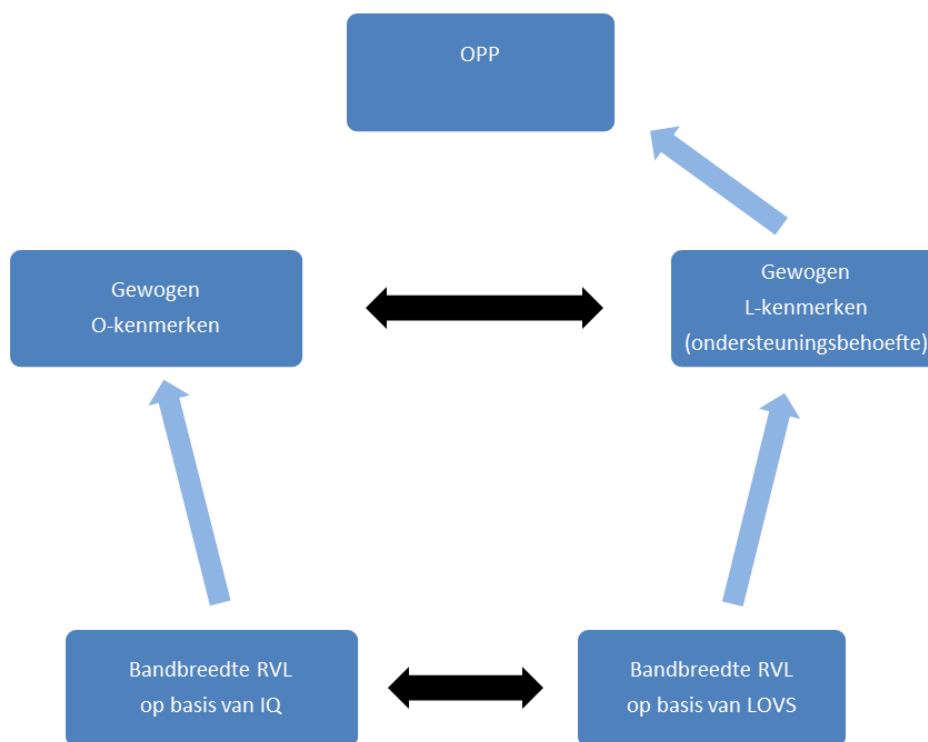 OPP
Gewogen
O-kenmerken
Gewogen
L-kenmerken
(ondersteuningsbehoefte)
Bandbreedte RVL
op basis van IQ
Bandbreedte RVL
op basis van LOVS